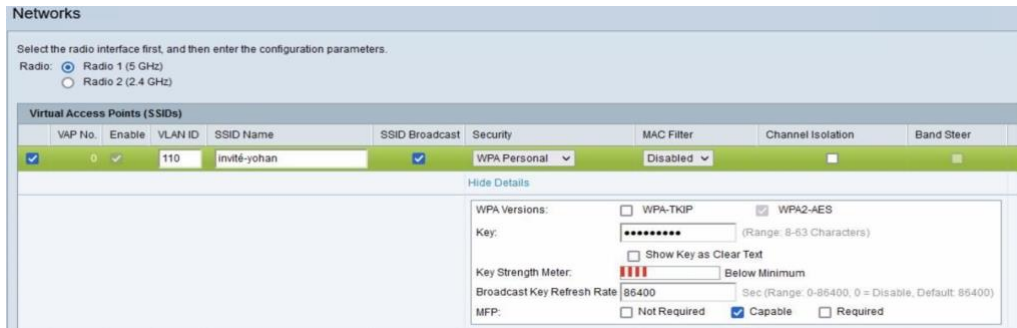 Networks
Select the radio interface first, and then enter the configuration parameters.
Radio: Radio 1 (5 GHz)
Radio 2 (2.4 GHz)
Virtual Access Points (SSIDs)
VAP No. Enable VLAN ID SSID Name SSID Broadcast Security MAC Filter Channel Isolation Band Steer
0 110 invité-yohan WPA Personal Disabled
Hide Details
WPA Versions: WPA-TKIP WPA2-AES
Key: ••••••••• (Range: 8-63 Characters)
Show Key as Clear Text
Key Strength Meter: Below Minimum
Broadcast Key Refresh Rate 86400 Sec (Range: 0-86400, 0 = Disable, Default: 86400)
MFP: Not Required Capable Required